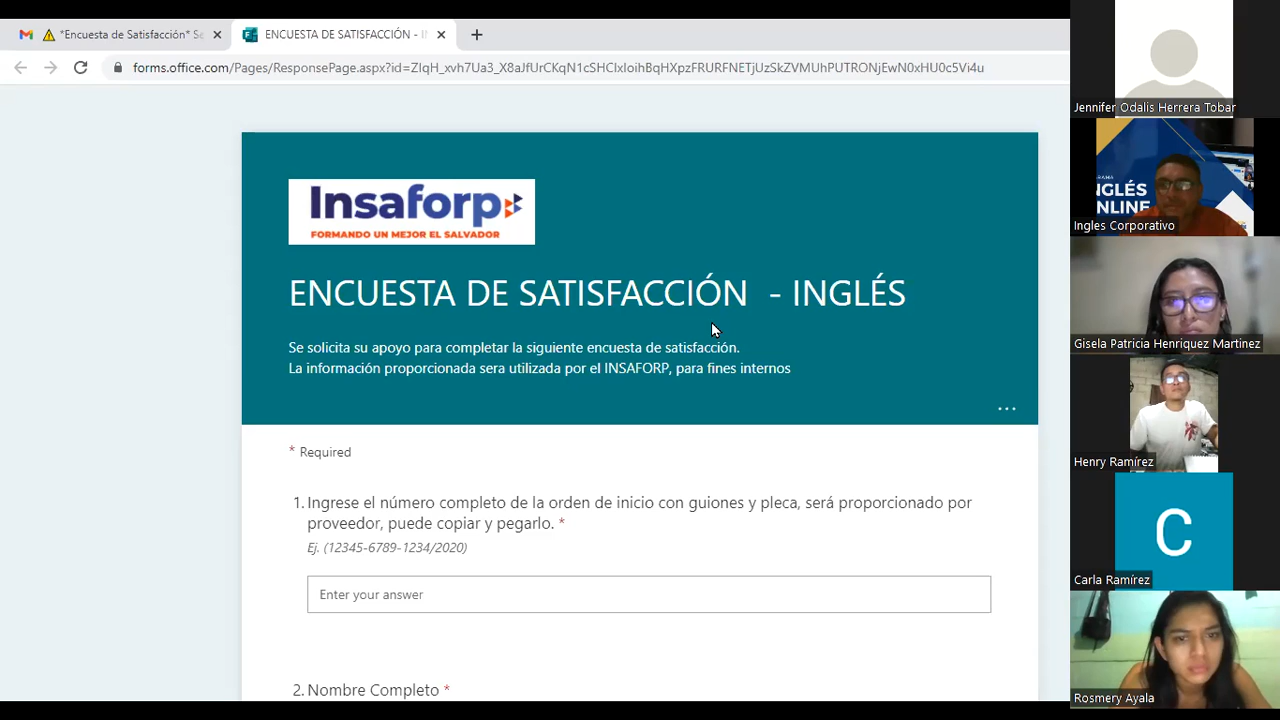 *Encuesta de Satisfacción* Se
ENCUESTA DE SATISFACCIÓN - I
forms.office.com/Pages/ResponsePage.aspx?id=ZIqH_xvh7Ua3_X8aJfUrCKqN1cSHClxIoihBqHXpzFRURFNETjUzSkZVMUhPUTRONjEwN0xHU0c5Vi4u
Insaforp
FORMANDO UN MEJOR EL SALVADOR
ENCUESTA DE SATISFACCIÓN - INGLÉS
Se solicita su apoyo para completar la siguiente encuesta de satisfacción.
La información proporcionada sera utilizada por el INSAFORP, para fines internos
* Required
1. Ingrese el número completo de la orden de inicio con guiones y pleca, será proporcionado por
proveedor, puede copiar y pegarlo. *
Ej. (12345-6789-1234/2020)
Enter your answer
2. Nombre Completo *
Jennifer Odalis Herrera Tobar
NGLÉS
NLINE
Ingles Corporativo
Gisela Patricia Henriquez Martinez
Henry Ramírez
C
Carla Ramírez
Rosmery Ayala